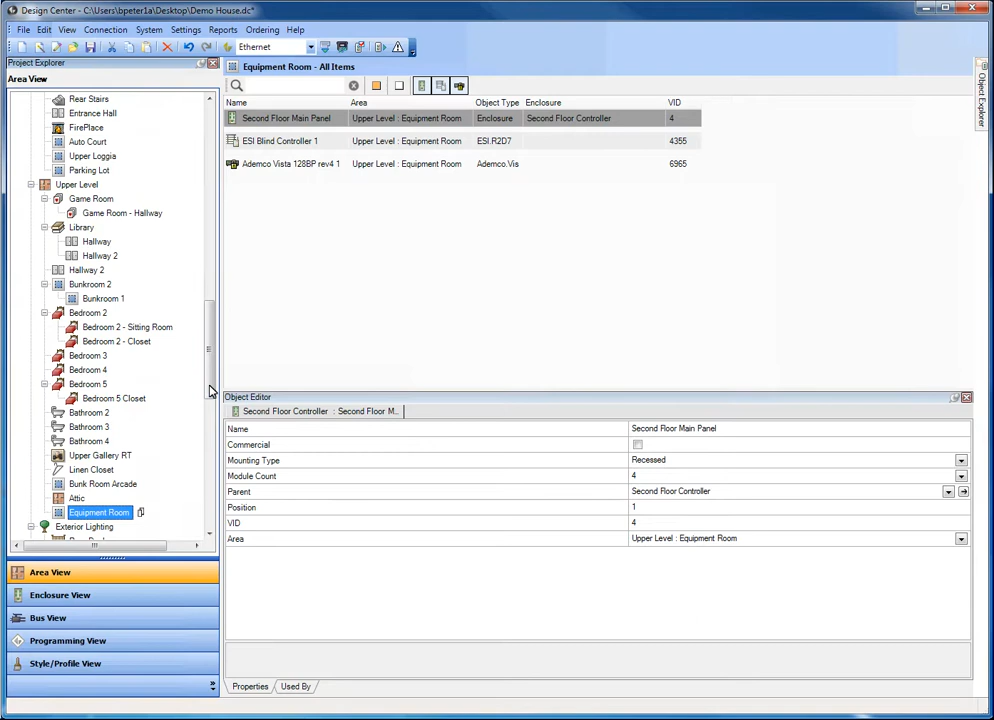 Design Center - C:\Users\bpeter1a\Desktop\Demo House.dc*
File Edit View Connection System Settings Reports Ordering Help
Ethernet
Project Explorer
Area View
Rear Stairs
Entrance Hall
FirePlace
Auto Court
Upper Loggia
Parking Lot
Upper Level
Game Room
Game Room - Hallway
Library
Hallway
Hallway 2
Hallway 2
Bunkroom 2
Bunkroom 1
Bedroom 2
Bedroom 2 - Sitting Room
Bedroom 2 - Closet
Bedroom 3
Bedroom 4
Bedroom 5
Bedroom 5 Closet
Bathroom 2
Bathroom 3
Bathroom 4
Upper Gallery RT
Linen Closet
Bunk Room Arcade
Attic
Equipment Room
Exterior Lighting
Area View
Enclosure View
Bus View
Programming View
Style/Profile View
Equipment Room - All Items
Name Area Object Type Enclosure VID
Second Floor Main Panel Upper Level : Equipment Room Enclosure Second Floor Controller 4
ESI Blind Controller 1 Upper Level : Equipment Room ESI.R2D7 4355
Ademco Vista 128BP rev4 1 Upper Level : Equipment Room Ademco.Vis 6965
Object Explorer
Object Editor
Second Floor Controller : Second Floor M...
Name Second Floor Main Panel
Commercial
Mounting Type Recessed
Module Count 4
Parent Second Floor Controller
Position 1
VID 4
Area Upper Level : Equipment Room
Properties Used By